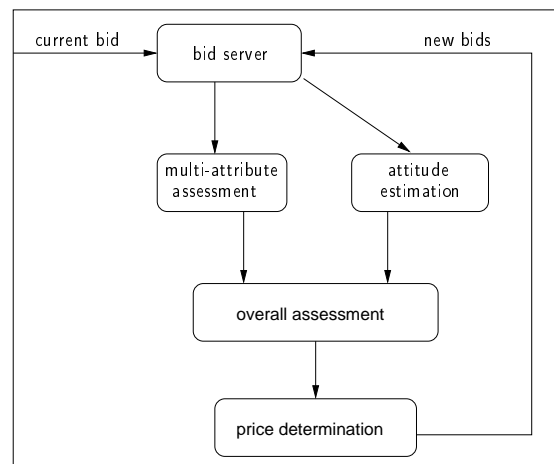 current bid
new bids
bid server
multi-attribute
assessment
attitude
estimation
overall assessment
price determination